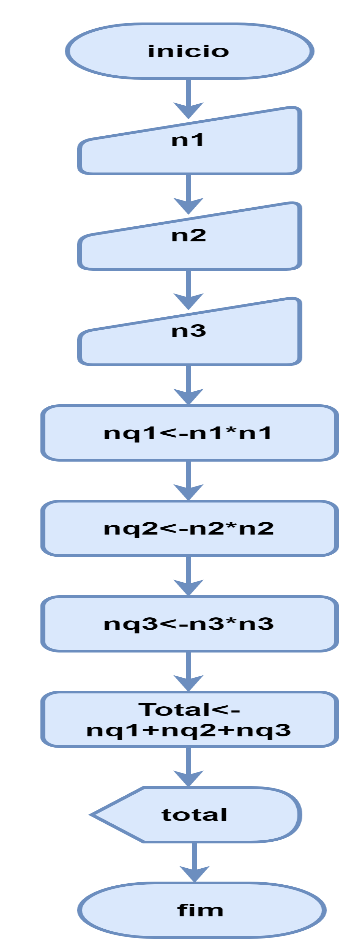 inicio
n1
n2
n3
nq1<-n1*n1
nq2<-n2*n2
nq3<-n3*n3
Total<-
nq1+nq2+nq3
total
fim